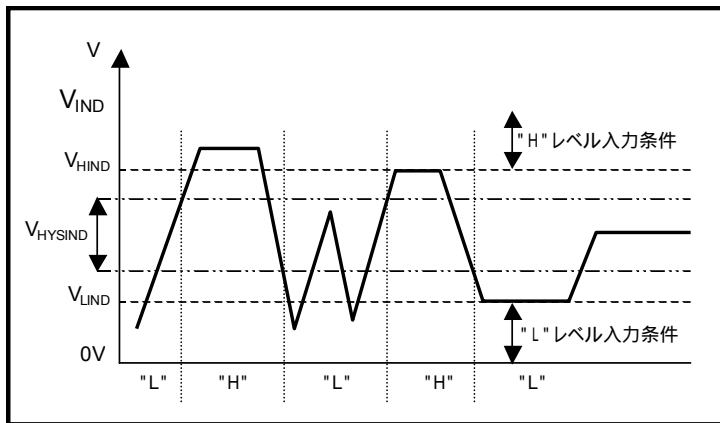 V
VIND
VHIND
"H"レベル入力条件
VHYSIND
VLIND
"L"レベル入力条件
0V
"L" "H" "L" "H" "L"